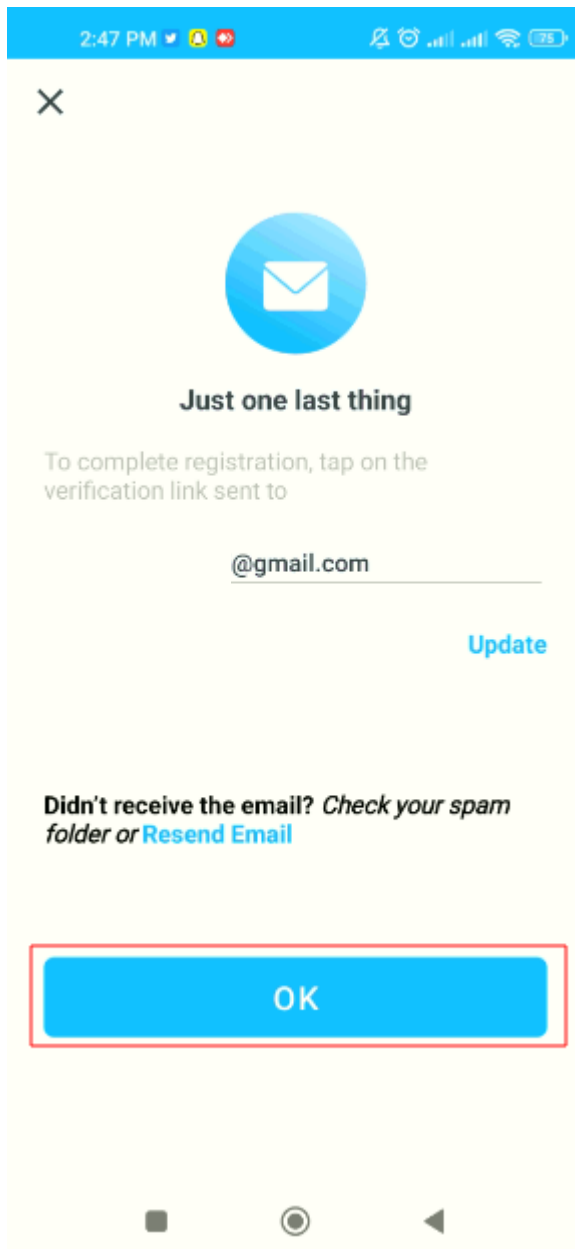 2:47 PM 75
Just one last thing
To complete registration, tap on the
verification link sent to
@gmail.com
Update
Didn't receive the email? Check your spam
folder or Resend Email
OK